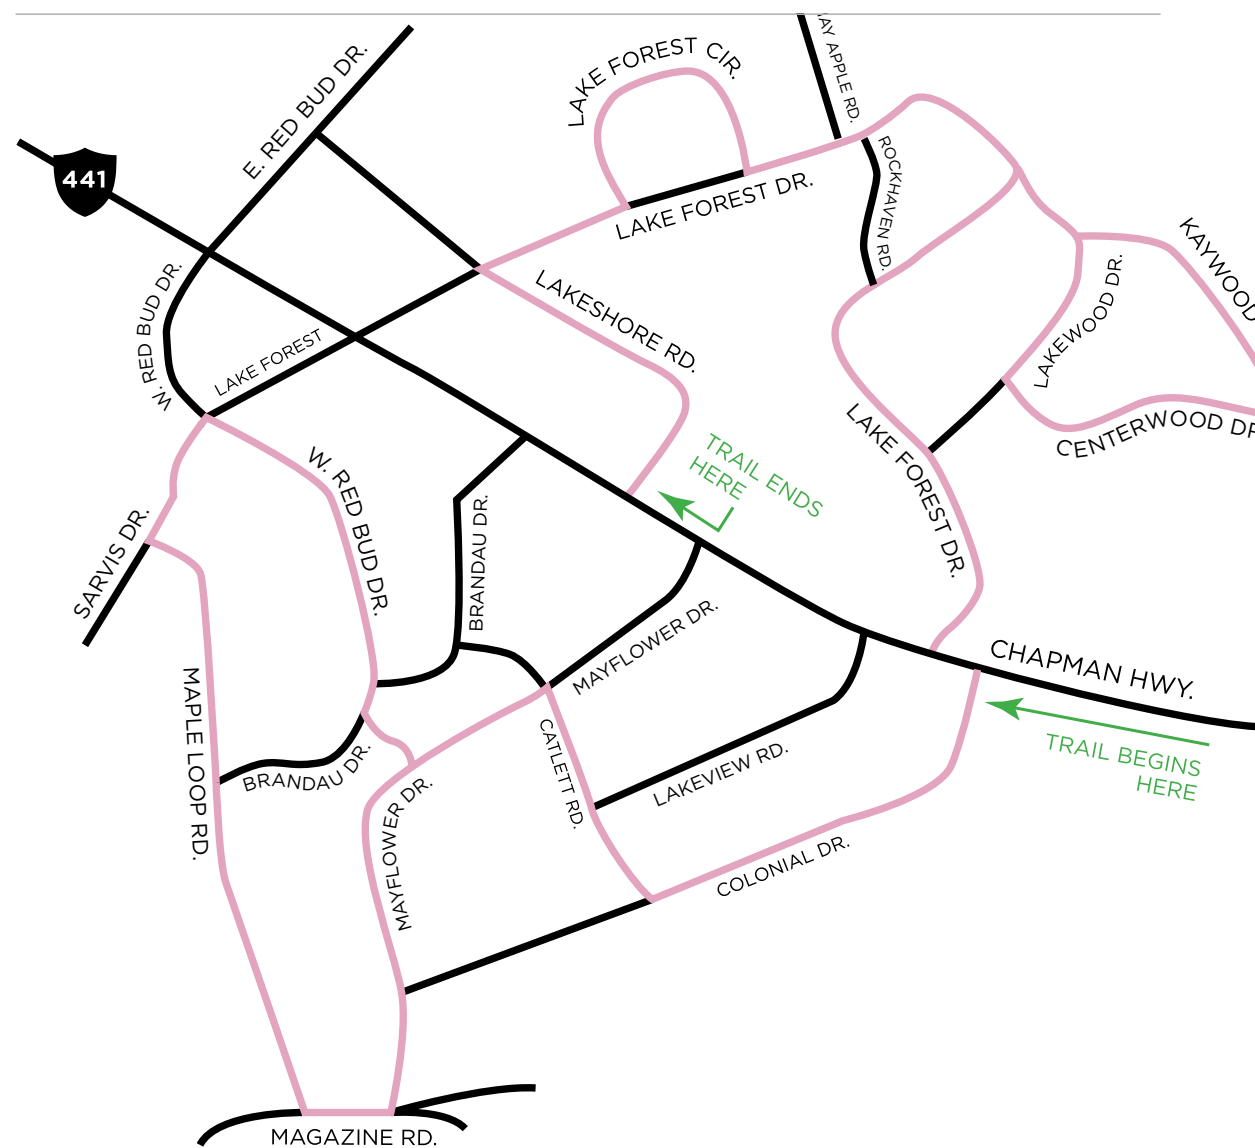 E. RED BUD DR.
441
W. RED BUD DR.
LAKE FOREST
LAKE FOREST CIR.
LAKE FOREST DR.
AY APPLE RD.
ROCKHAVEN RD.
KAYWOOD
LAKEWOOD DR.
CENTERWOOD DR
LAKESHORE RD.
LAKE FOREST DR.
TRAIL ENDS
HERE
W. RED BUD DR.
BRANDAU DR.
SARVIS DR.
MAYFLOWER DR.
CHAPMAN HWY.
TRAIL BEGINS
HERE
MAPLE LOOP RD.
BRANDAU DR.
CATLETT RD.
LAKEVIEW RD.
MAYFLOWER DR.
COLONIAL DR.
MAGAZINE RD.